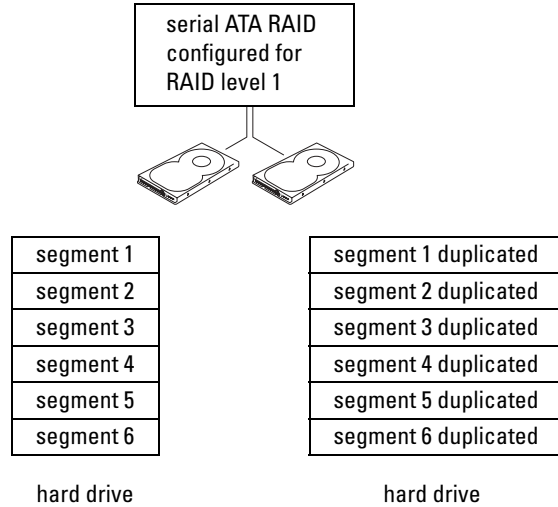 serial ATA RAID
configured for
RAID level 1
segment 1
segment 2
segment 3
segment 4
segment 5
segment 6
segment 1 duplicated
segment 2 duplicated
segment 3 duplicated
segment 4 duplicated
segment 5 duplicated
segment 6 duplicated
hard drive
hard drive